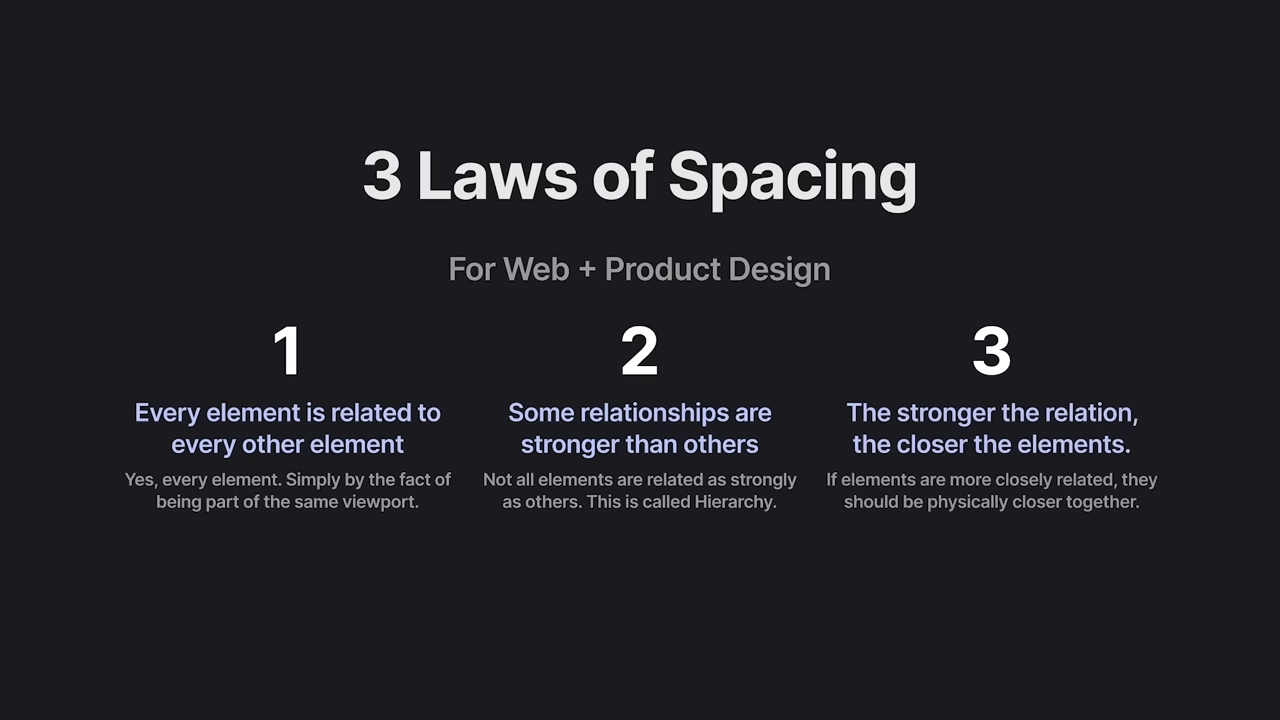 3 Laws of Spacing
For Web + Product Design
1
Every element is related to
every other element
Yes, every element. Simply by the fact of
being part of the same viewport.
2
Some relationships are
stronger than others
Not all elements are related as strongly
as others. This is called Hierarchy.
3
The stronger the relation,
the closer the elements.
If elements are more closely related, they
should be physically closer together.